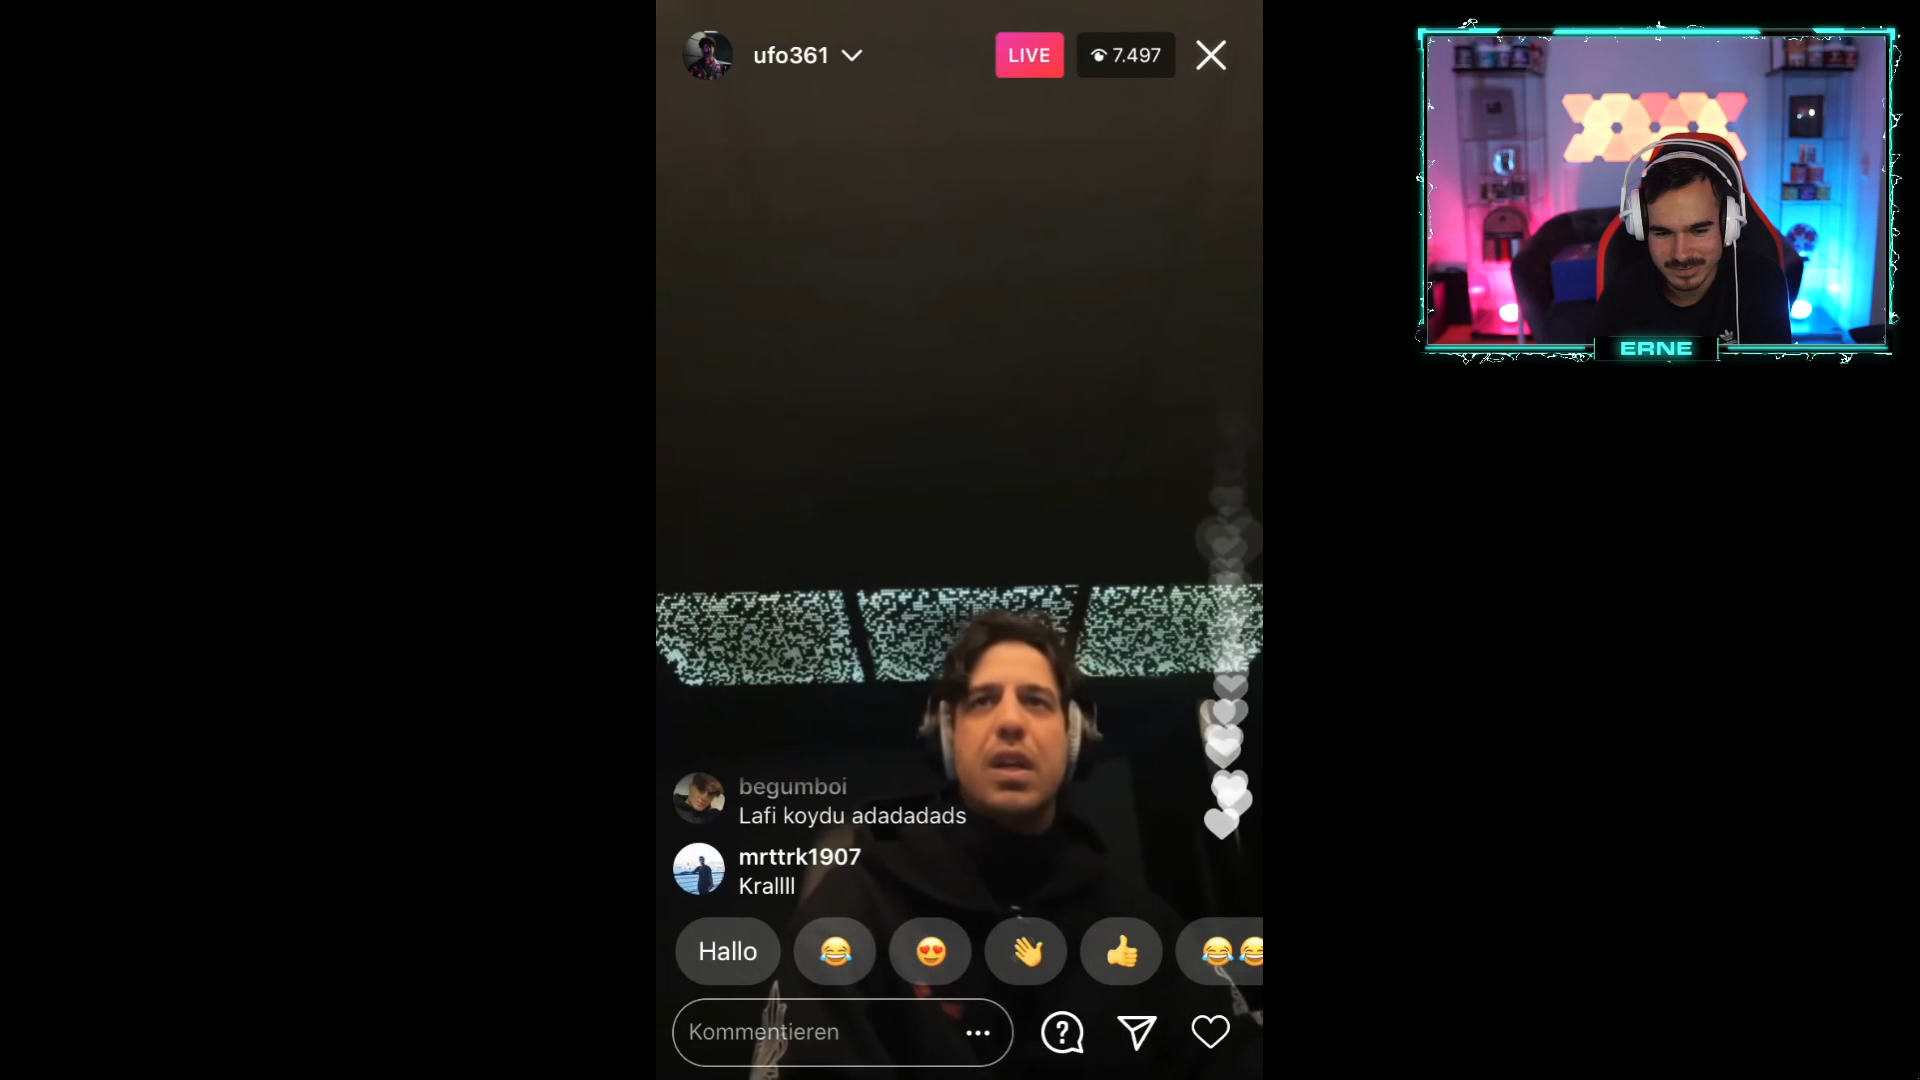 ufo361
LIVE
7.497
begumboi
Lafi koydu adadadads
mrttrk1907
Krallll
Hallo
Kommentieren
ERNE